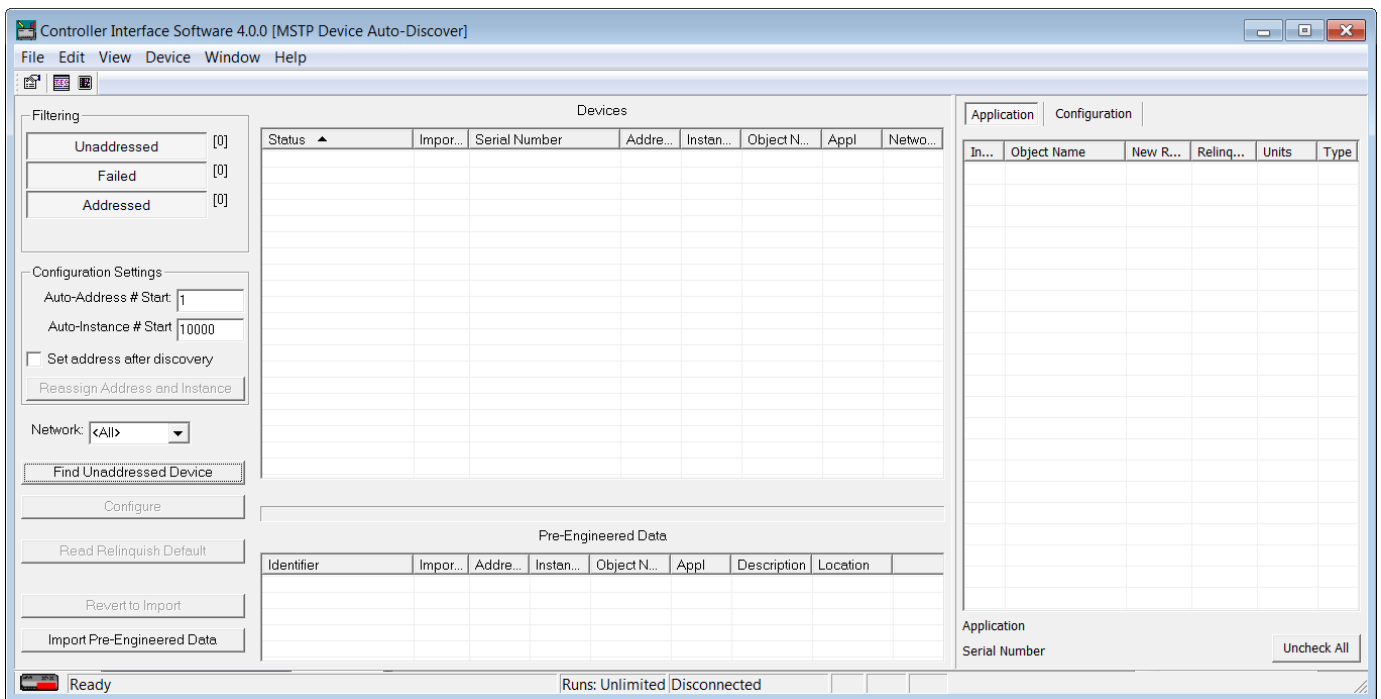 Controller Interface Software 4.0.0 [MSTP Device Auto-Discover]
File Edit View Device Window Help
Filtering
Unaddressed [0]
Failed [0]
Addressed [0]
Configuration Settings
Auto-Address # Start: 1
Auto-Instance # Start 10000
Set address after discovery
Reassign Address and Instance
Network: <All>
Find Unaddressed Device
Configure
Read Relinquish Default
Revert to Import
Import Pre-Engineered Data
Devices
Status Impor... Serial Number Addre... Instan... Object N... Appl Netwo...
Pre-Engineered Data
Identifier Impor... Addre... Instan... Object N... Appl Description Location
Application Configuration
In... Object Name New R... Relinq... Units Type
Application
Serial Number
Uncheck All
Ready Runs: Unlimited Disconnected